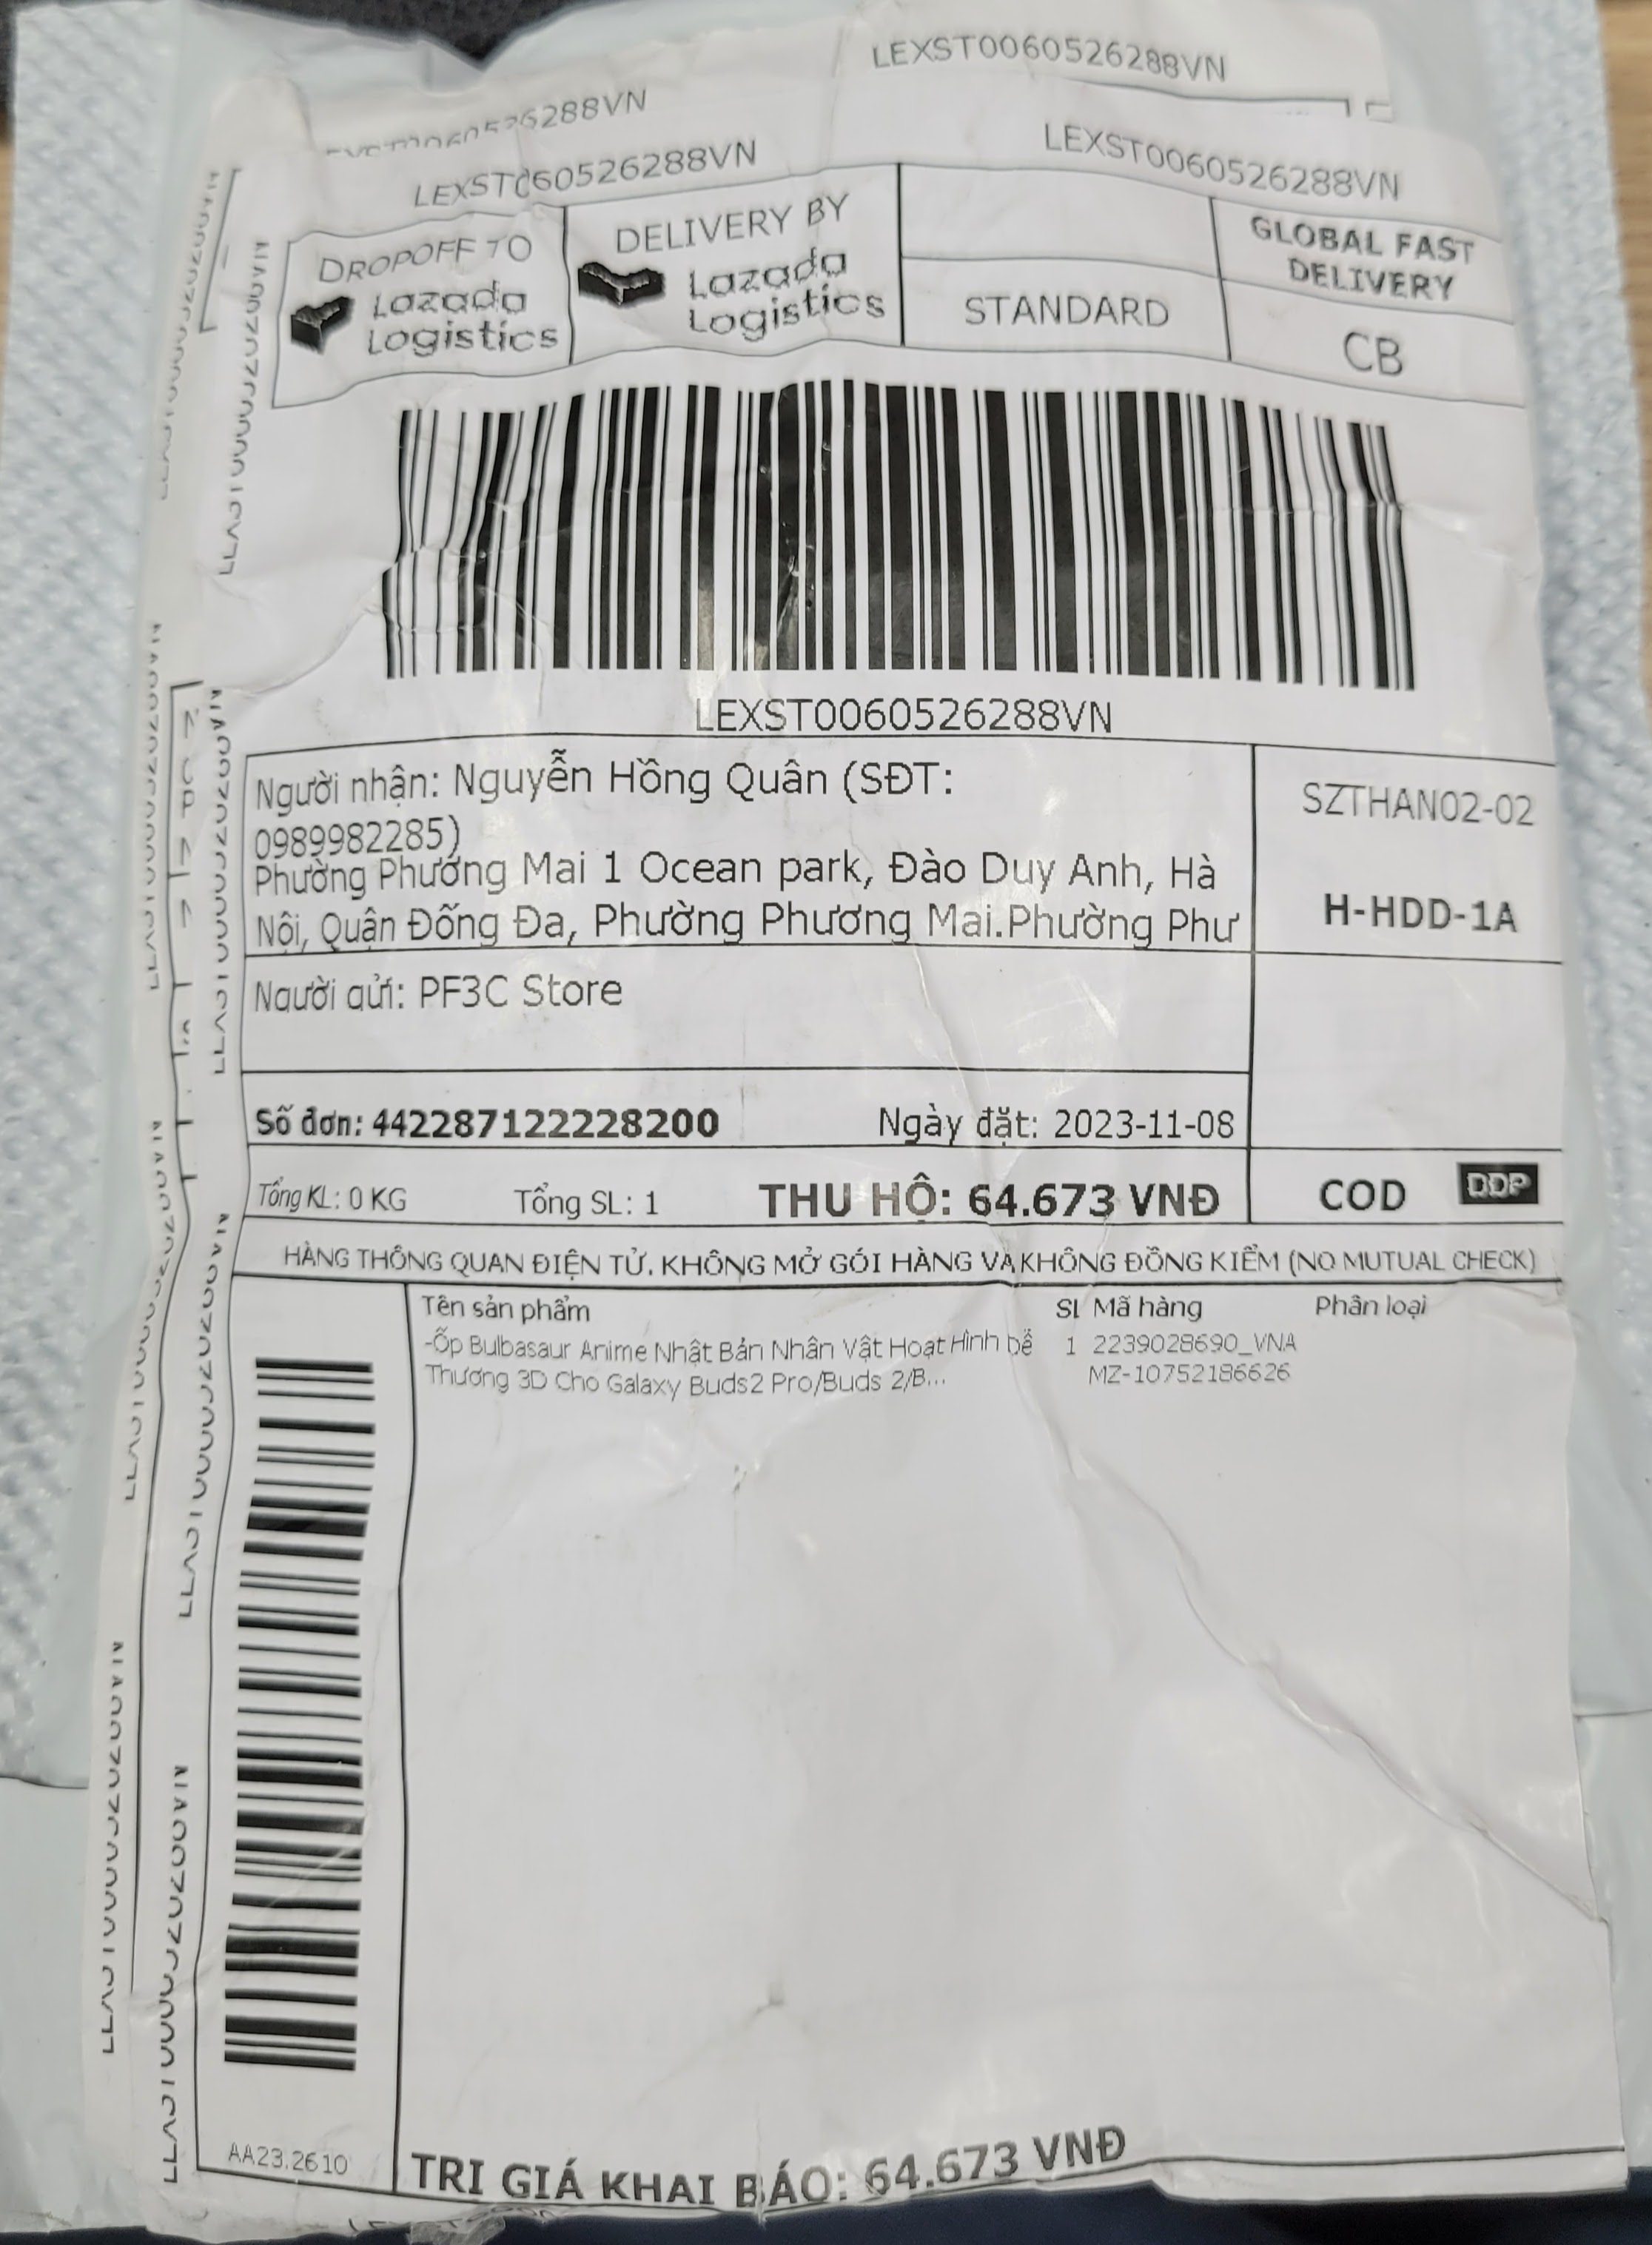 LEXST0060526288VN
288VN
LEXST 60526288VN
LEXST0060526288VN
DROPOFF TO
Lazada
Logistics
DELIVERY BY
Lazada
Logistics
STANDARD
GLOBAL FAST
DELIVERY
CB
LEXST0060526288VN
Người nhận: Nguyễn Hồng Quân (SĐT:
0989982285)
Phường Phương Mai 1 Ocean park, Đào Duy Anh, Hà
Nội, Quận Đống Đa, Phường Phương Mai.Phường Phư
SZTHAN02-02
H-HDD-1A
Người gửi: PF3C Store
Số đơn: 442287122228200
Ngày đặt: 2023-11-08
Tổng KL: 0 KG
Tổng SL: 1
THU HỘ: 64.673 VNĐ
COD
DDP
HÀNG THÔNG QUAN ĐIỆN TỬ. KHÔNG MỞ GÓI HÀNG VÀ KHÔNG ĐỒNG KIỂM (NO MUTUAL CHECK)
Tên sản phẩm SL Mã hàng Phân loại
-Ốp Bulbasaur Anime Nhật Bản Nhân Vật Hoạt Hình Dễ 1 2239028690_VNA
Thương 3D Cho Galaxy Buds2 Pro/Buds 2/B... MZ-10752186626
AA23.2610
TRỊ GIÁ KHAI BÁO: 64.673 VNĐ